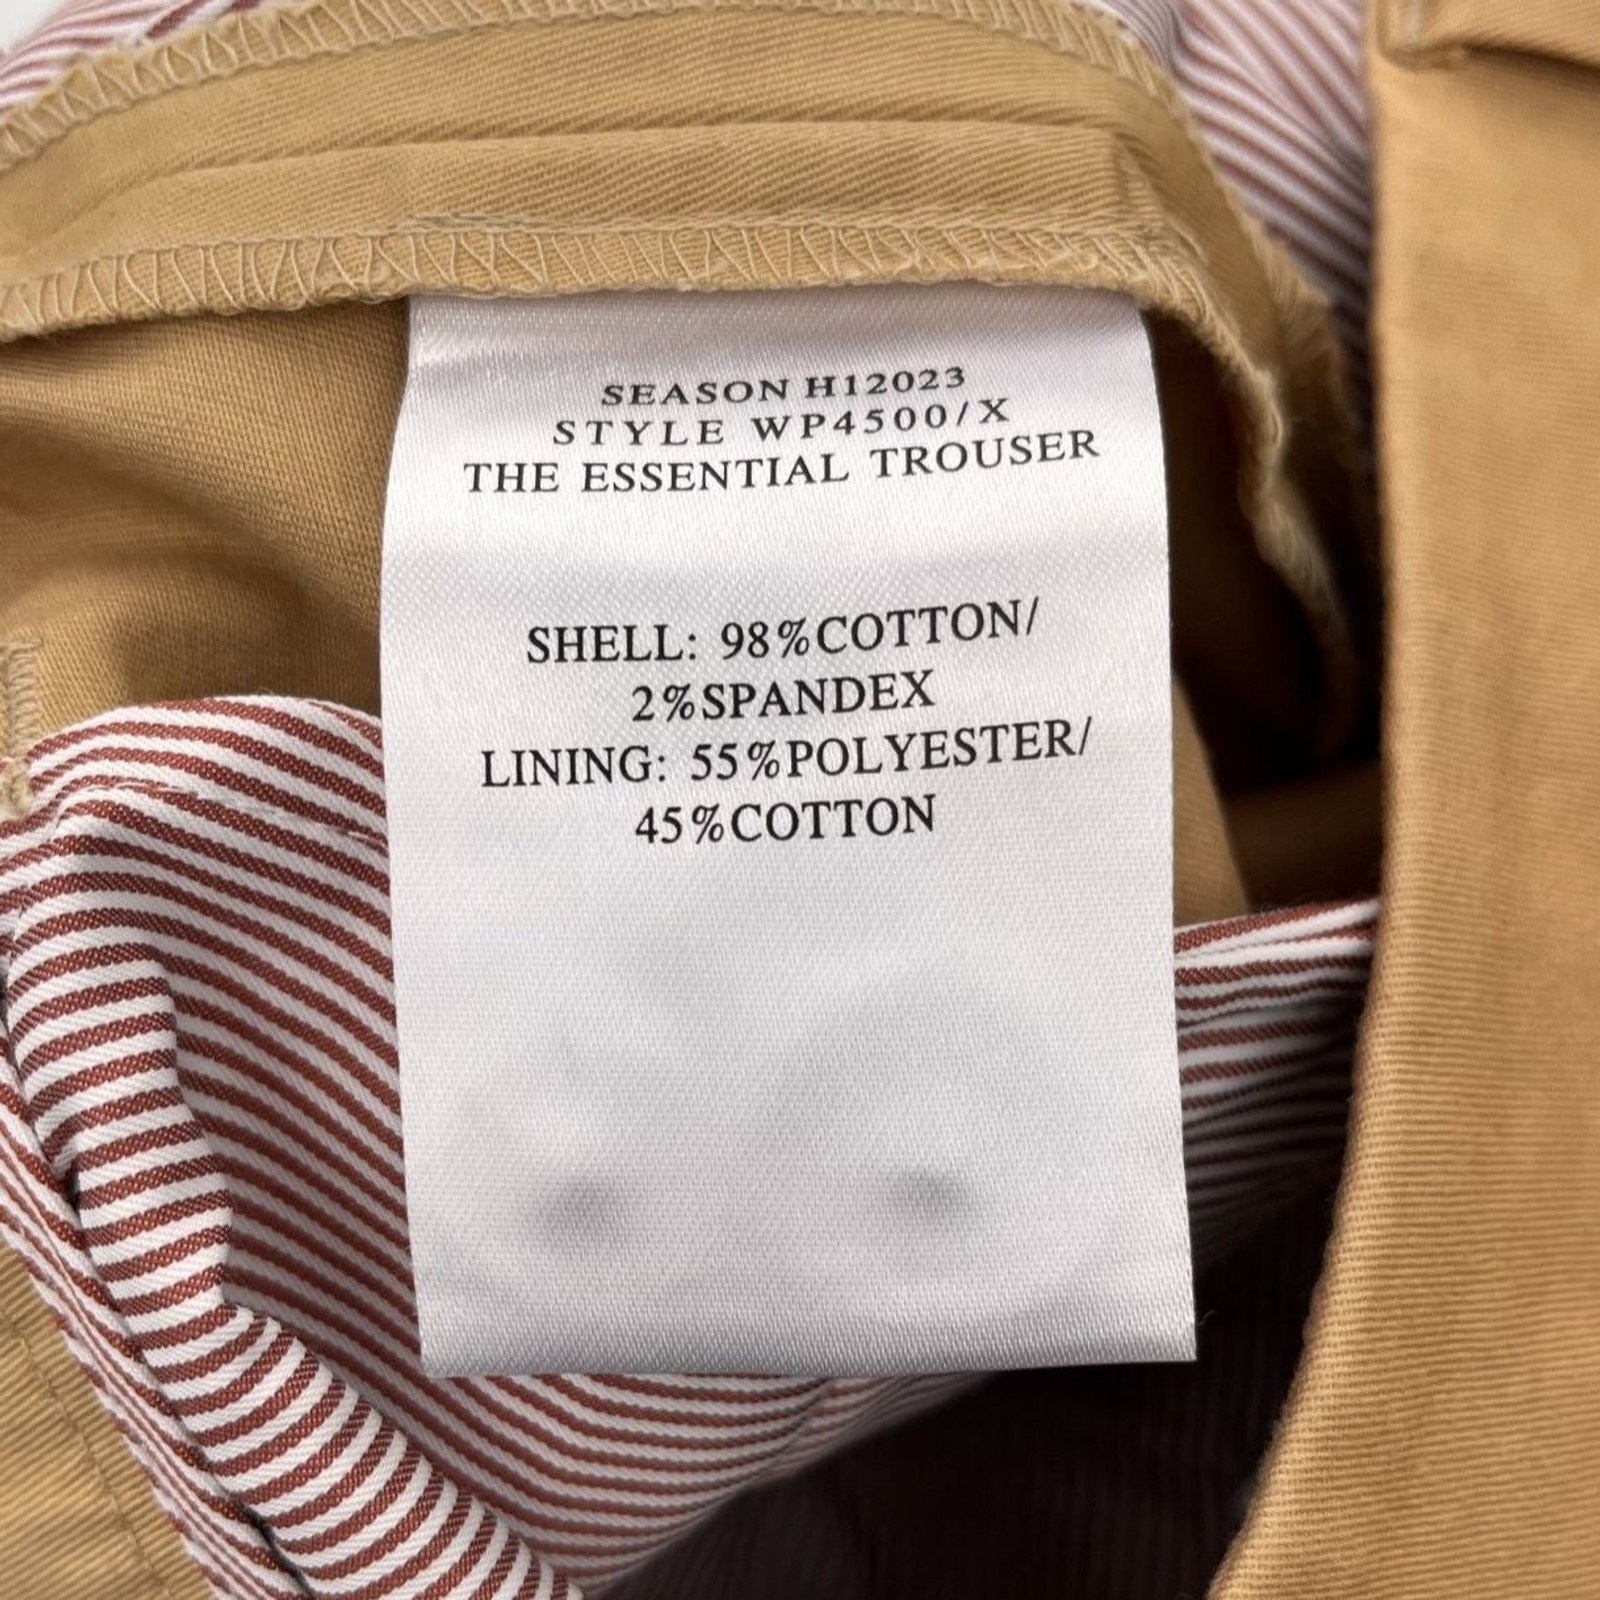 SEASON H12023
STYLE WP4500/X
THE ESSENTIAL TROUSER
SHELL: 98%COTTON/
2%SPANDEX
LINING: 55%POLYESTER/
45%COTTON